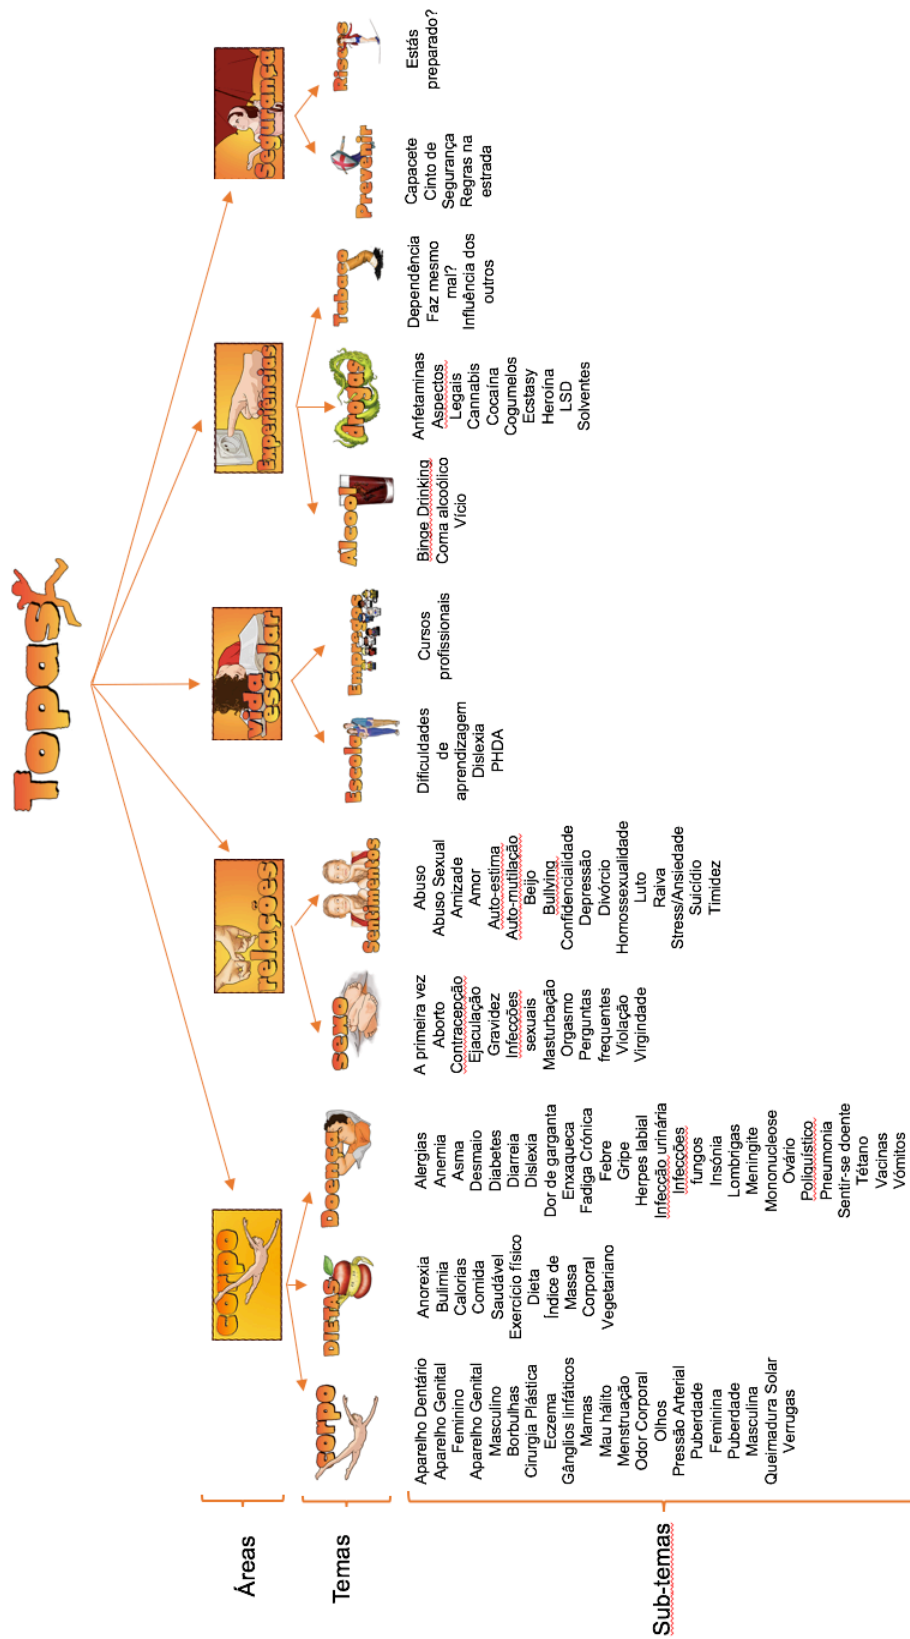 Topas
Áreas
corpo
relações
vida
escolar
Experiências
Segurança
Temas
corpo
DIETAS
Doença
sexo
Sentimentos
Escola
Empregos
Álcool
drogas
Tabaco
Prevenir
Riscos
Sub-temas
Aparelho Dentário
Aparelho Genital
Feminino
Aparelho Genital
Masculino
Borbulhas
Cirurgia Plástica
Eczema
Gânglios linfáticos
Mamas
Mau hálito
Menstruação
Odor Corporal
Olhos
Pressão Arterial
Puberdade
Feminina
Puberdade
Masculina
Queimadura Solar
Verrugas
Anorexia
Bulimia
Calorias
Comida
Saudável
Exercício físico
Dieta
Índice de
Massa
Corporal
Vegetariano
Alergias
Anemia
Asma
Desmaio
Diabetes
Diarreia
Dislexia
Dor de garganta
Enxaqueca
Fadiga Crónica
Febre
Gripe
Herpes labial
Infecção urinária
Infecções
fungos
Insónia
Lombrigas
Meningite
Mononucleose
Ovário
Poliquístico
Pneumonia
Sentir-se doente
Tétano
Vacinas
Vómitos
A primeira vez
Aborto
Contracepção
Ejaculação
Gravidez
Infecções
sexuais
Masturbação
Orgasmo
Perguntas
frequentes
Violação
Virgindade
Abuso
Abuso Sexual
Amizade
Amor
Auto-estima
Auto-mutilação
Beijo
Bullying
Confidencialidade
Depressão
Divórcio
Homossexualidade
Luto
Raiva
Stress/Ansiedade
Suicídio
Timidez
Dificuldades
de
aprendizagem
Dislexia
PHDA
Cursos
profissionais
Binge Drinking
Coma alcoólico
Vício
Anfetaminas
Aspectos
Legais
Cannabis
Cocaína
Cogumelos
Ecstasy
Heroína
LSD
Solventes
Dependência
Faz mesmo
mal?
Influência dos
outros
Capacete
Cinto de
Segurança
Regras na
estrada
Estás
preparado?